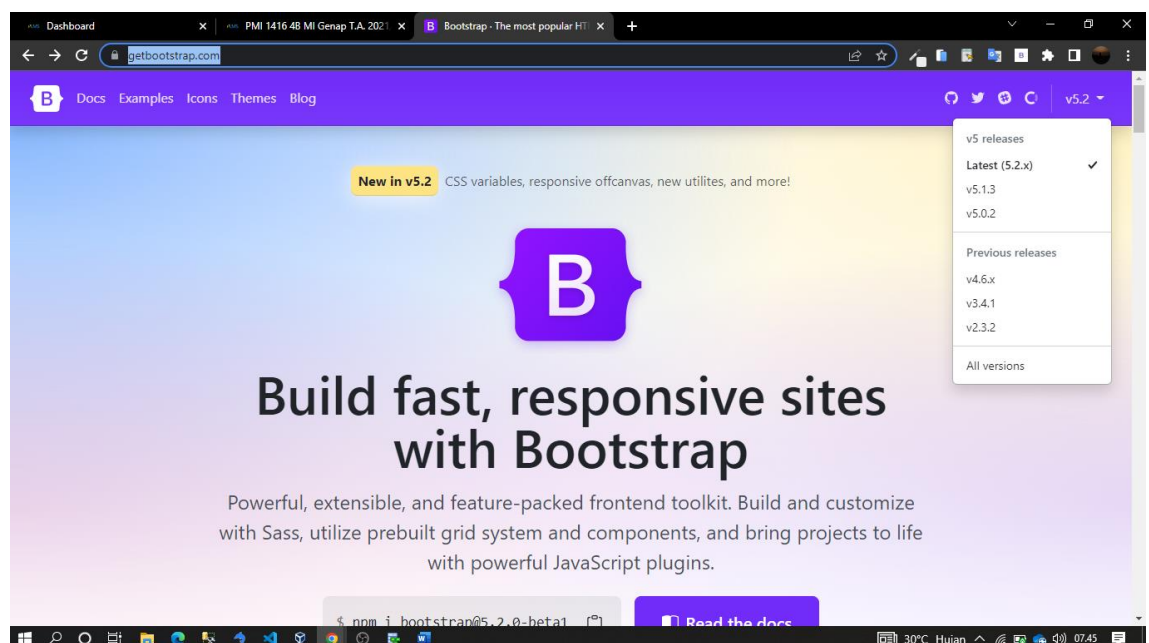 Dashboard
PMI 1416 4B MI Genap T.A. 2021
Bootstrap · The most popular HT
getbootstrap.com
B Docs Examples Icons Themes Blog
v5.2
v5 releases
Latest (5.2.x)
v5.1.3
v5.0.2
Previous releases
v4.6.x
v3.4.1
v2.3.2
All versions
New in v5.2 CSS variables, responsive offcanvas, new utilites, and more!
B
Build fast, responsive sites
with Bootstrap
Powerful, extensible, and feature-packed frontend toolkit. Build and customize
with Sass, utilize prebuilt grid system and components, and bring projects to life
with powerful JavaScript plugins.
$ npm i bootstrap@5.2.0-beta1
Read the docs
30°C Hujan 07.45